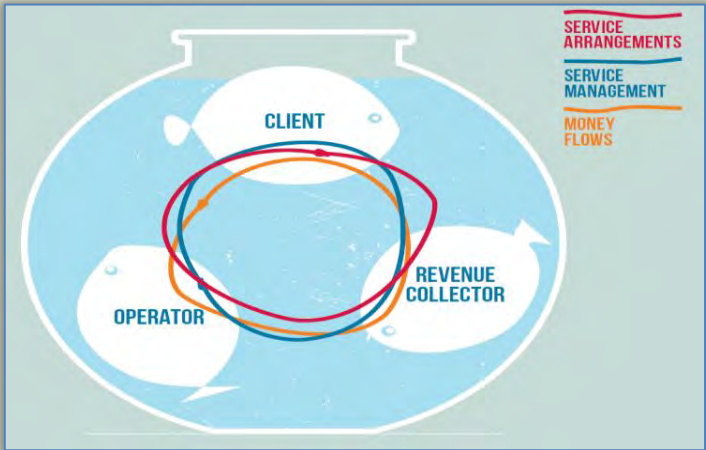 SERVICE
ARRANGEMENTS
SERVICE
MANAGEMENT
MONEY
FLOWS
CLIENT
OPERATOR
REVENUE
COLLECTOR